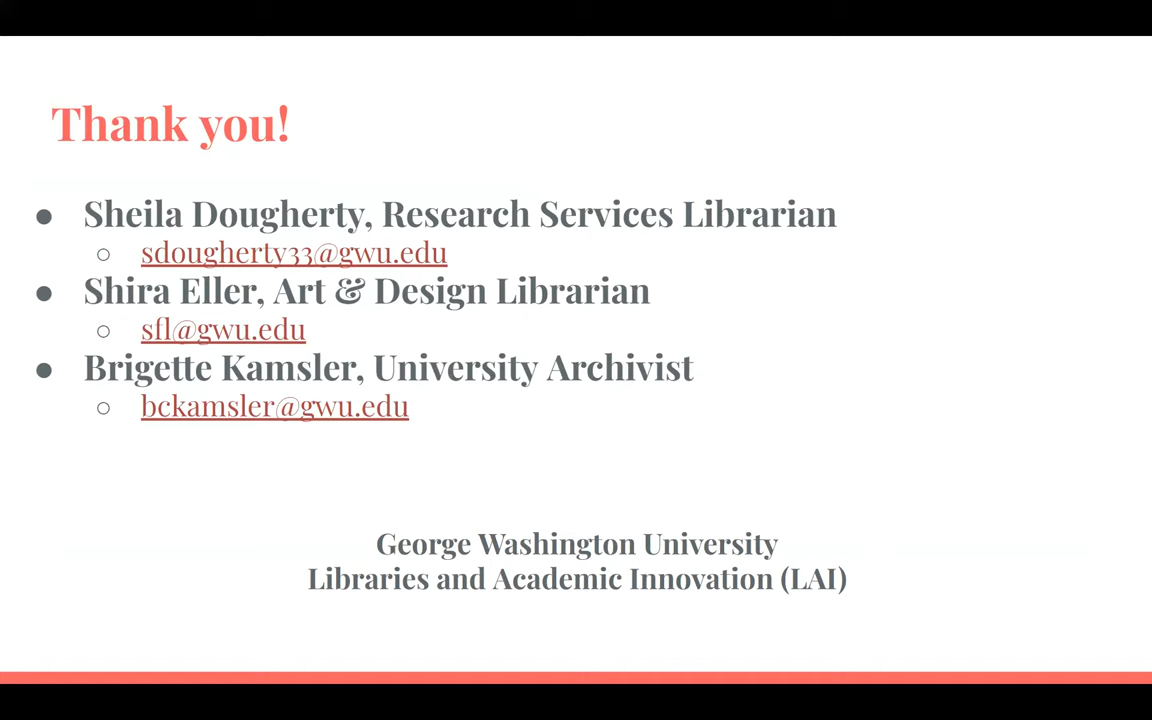 Thank you!
● Sheila Dougherty, Research Services Librarian
○ sdougherty33@gwu.edu
● Shira Eller, Art & Design Librarian
○ sfl@gwu.edu
● Brigette Kamsler, University Archivist
○ bckamsler@gwu.edu
George Washington University
Libraries and Academic Innovation (LAI)